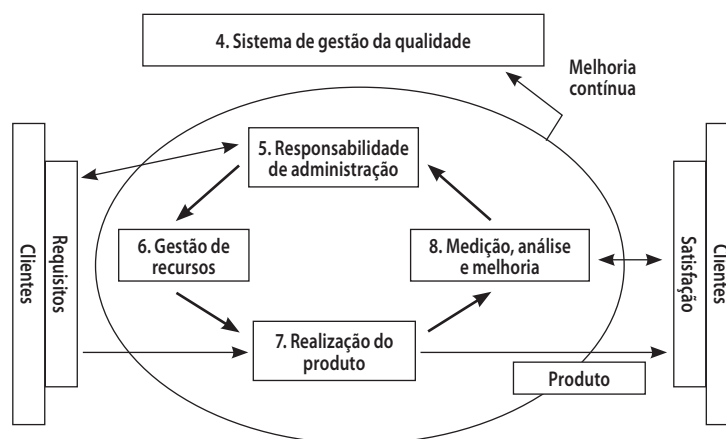 4. Sistema de gestão da qualidade
Melhoria
contínua
5. Responsabilidade
de administração
Clientes
Requisitos
6. Gestão de
recursos
8. Medição, análise
e melhoria
Satisfação
Clientes
7. Realização do
produto
Produto